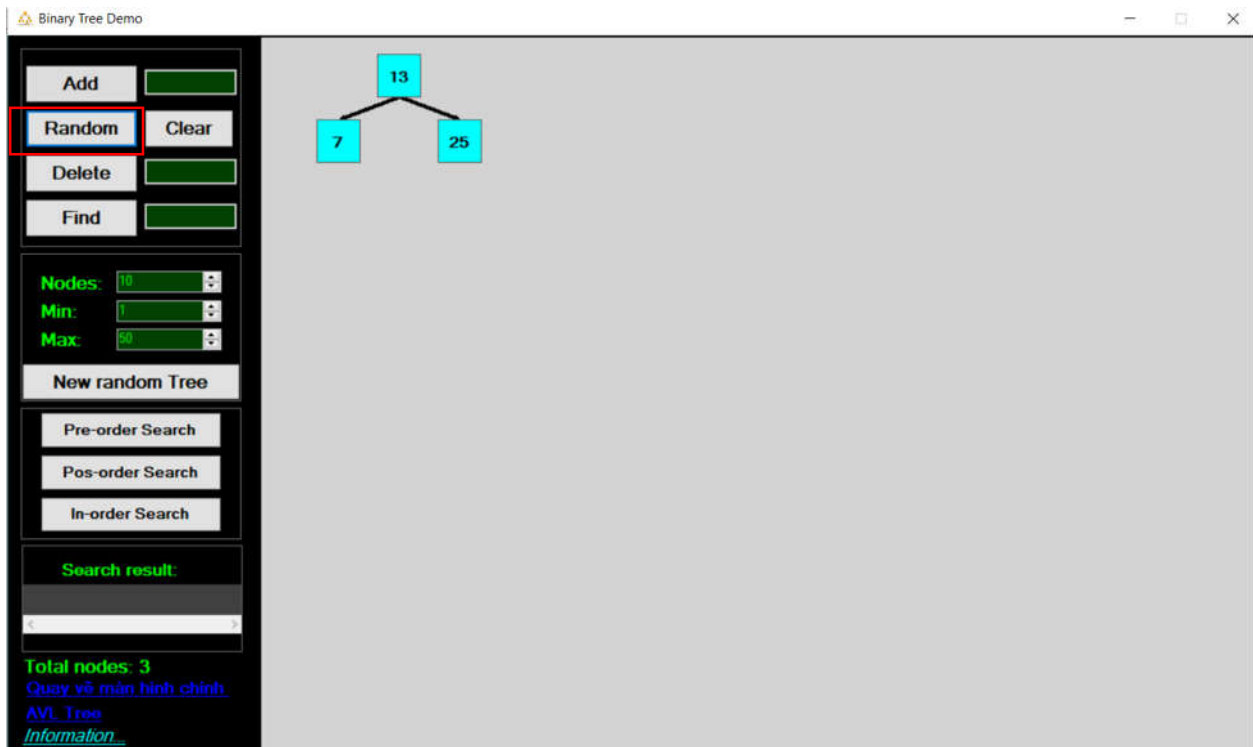 Binary Tree Demo
13
7 25
Add
Random Clear
Delete
Find
Nodes: 10
Min: 1
Max: 50
New random Tree
Pre-order Search
Pos-order Search
In-order Search
Search result:
Total nodes: 3
Quay về màn hình chính
AVL Tree
Information...